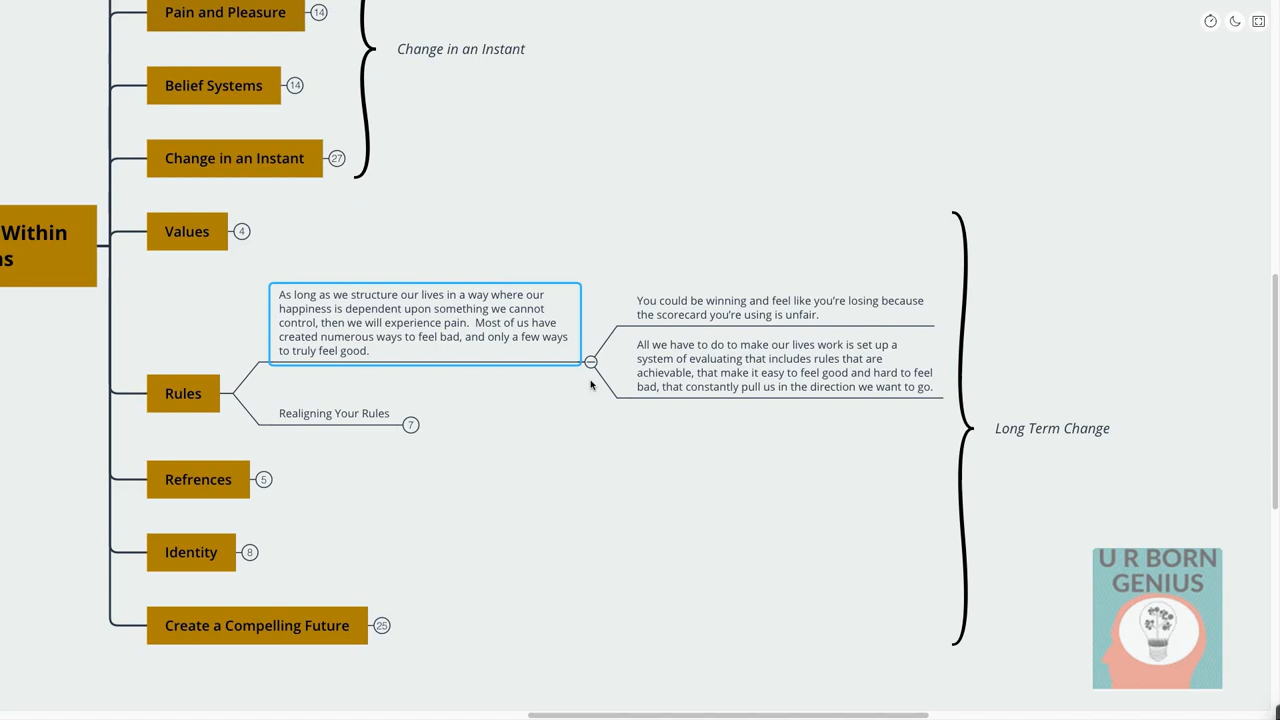 Pain and Pleasure
14
Change in an Instant
Belief Systems
14
Change in an Instant
27
Within
ns
Values
4
As long as we structure our lives in a way where our
happiness is dependent upon something we cannot
control, then we will experience pain.  Most of us have
created numerous ways to feel bad, and only a few ways
to truly feel good.
You could be winning and feel like you're losing because
the scorecard you're using is unfair.
All we have to do to make our lives work is set up a
system of evaluating that includes rules that are
achievable, that make it easy to feel good and hard to feel
bad, that constantly pull us in the direction we want to go.
Rules
Realigning Your Rules
7
Long Term Change
Refrences
5
Identity
8
Create a Compelling Future
25
U R BORN
GENIUS